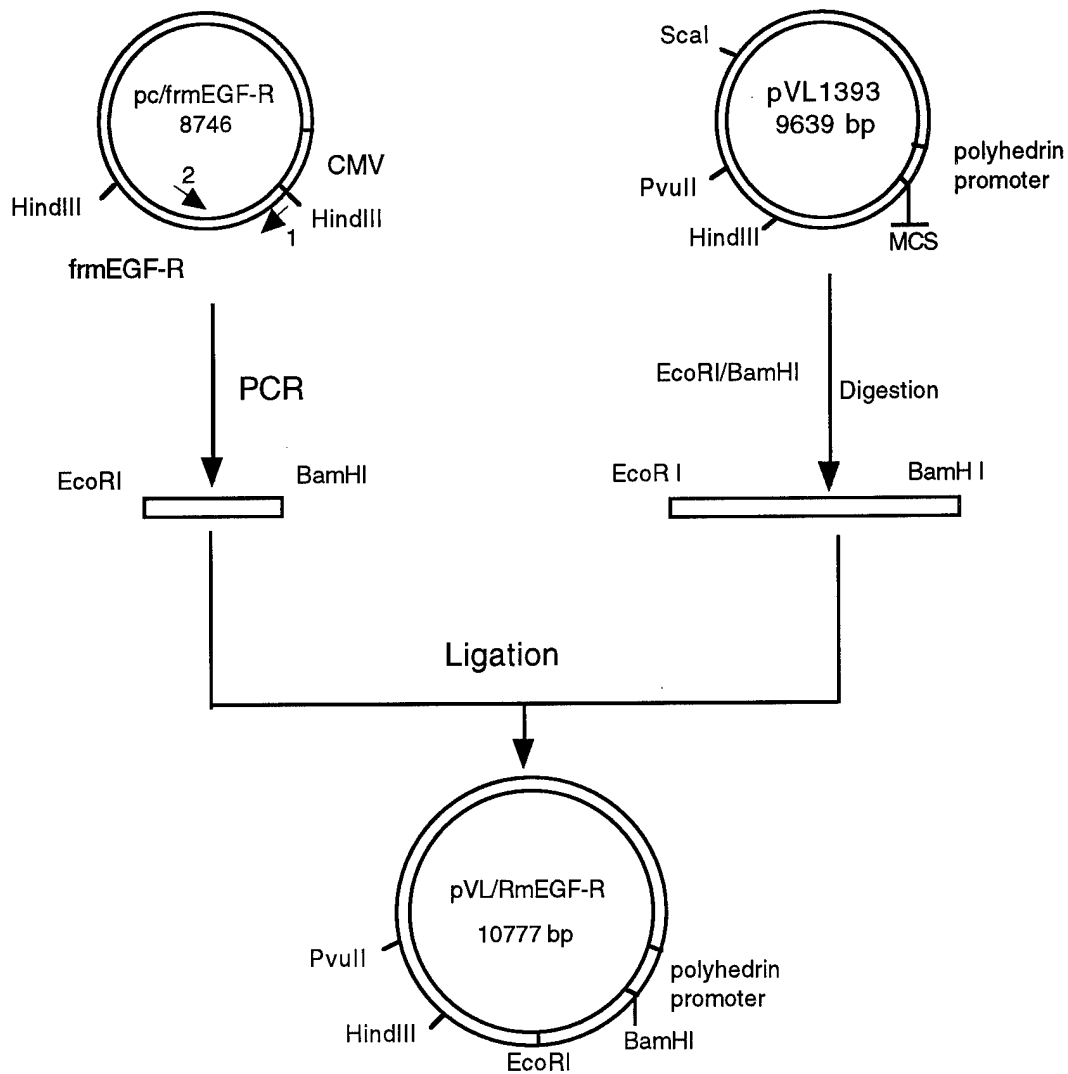 pc/frmEGF-R
8746
2
CMV
HindIII
HindIII
1
frmEGF-R
ScaI
pVL1393
9639 bp
polyhedrin
promoter
PvuII
HindIII
MCS
PCR
EcoRI/BamHI
Digestion
EcoRI
BamHI
EcoR I
BamH I
Ligation
pVL/RmEGF-R
10777 bp
PvuII
polyhedrin
promoter
HindIII
BamHI
EcoRI